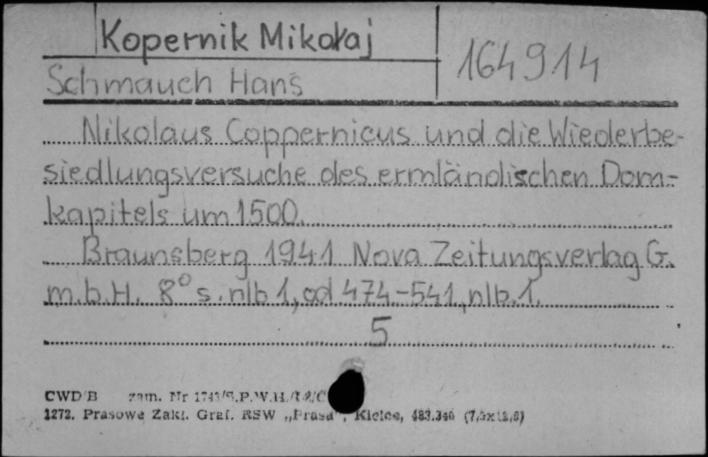 Kopernik Mikołaj
164914
Schmauch Hans
Nikolaus Coppernicus und die Wiederbe-
siedlungsversuche des ermländischen Dom-
kapitels um 1500.
Braunsberg 1941 Nova Zeitungsverlag G.
m.b.H. 8° s. nlb 1, od 474-541, nlb. 1.
5
CWD B zam. Nr
1272. Prasowe Zakł. Graf. RSW „Prasa", Kielce,